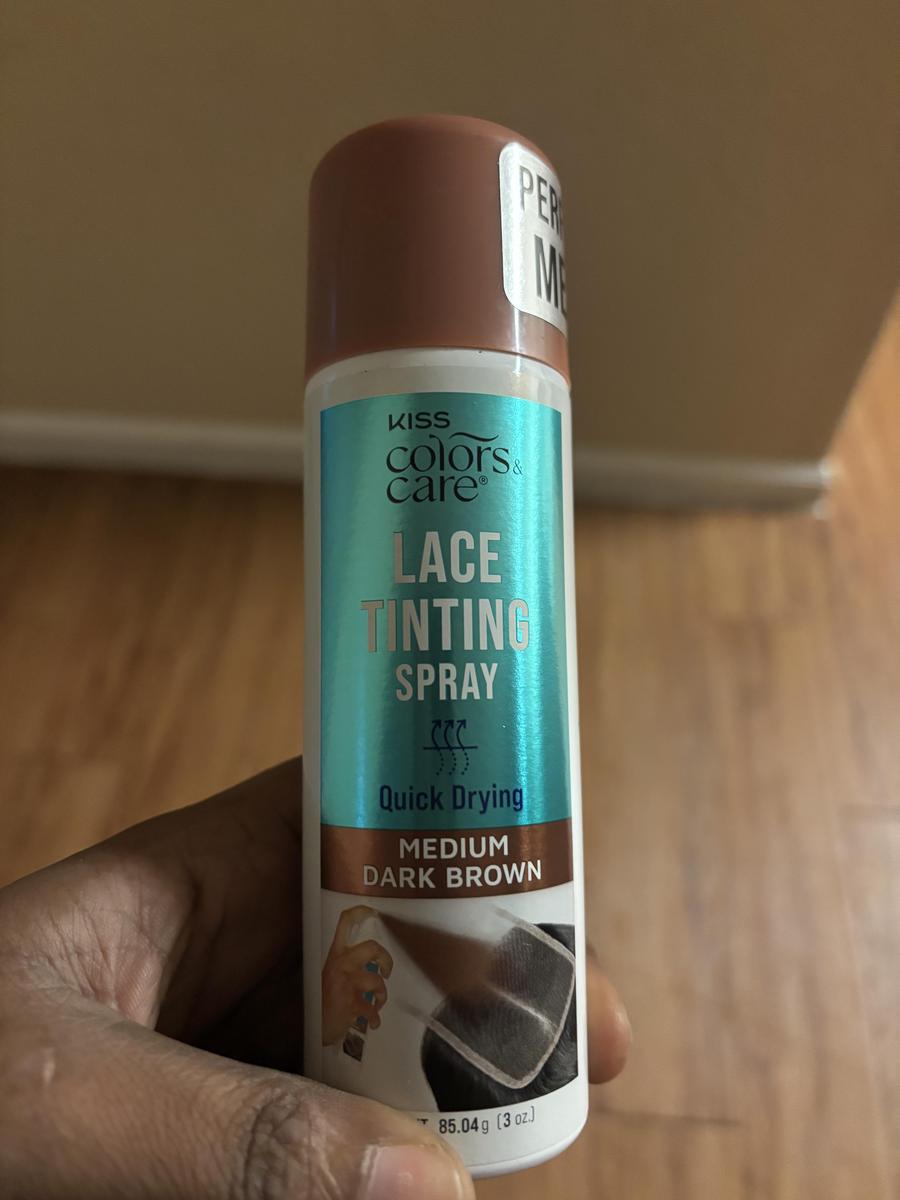 KISS
colors &
care®
LACE
TINTING
SPRAY
Quick Drying
MEDIUM
DARK BROWN
85.04g (3 oz.)